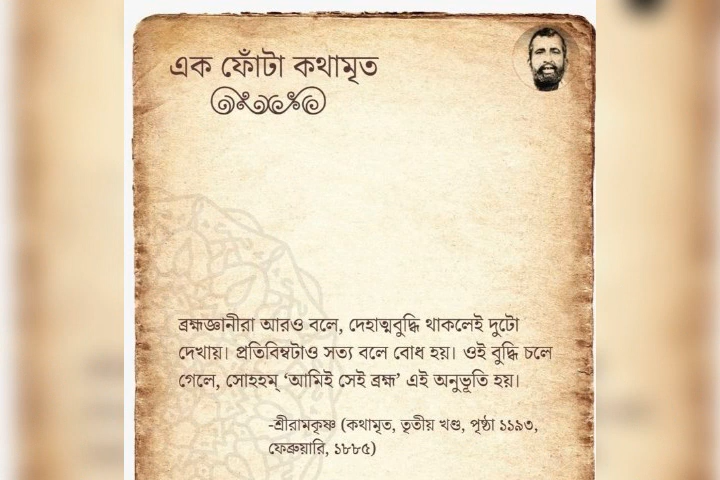 এক ফোঁটা কথামৃত
ব্রহ্মজ্ঞানীরা আরও বলে, দেহাত্মবুদ্ধি থাকলেই দুটো
দেখায়। প্রতিবিম্বটাও সত্য বলে বোধ হয়। ওই বুদ্ধি চলে
গেলে, সোহহম্ ‘আমিই সেই ব্রহ্ম’ এই অনুভূতি হয়।
-শ্রীরামকৃষ্ণ (কথামৃত, তৃতীয় খণ্ড, পৃষ্ঠা ১১৯৩,
ফেব্রুয়ারি, ১৮৮৫)